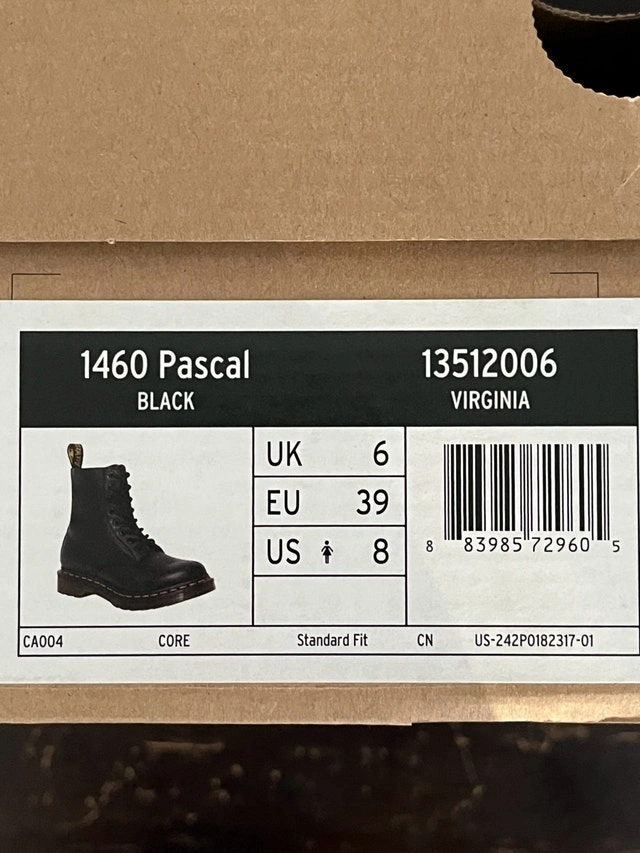 1460 Pascal
BLACK
13512006
VIRGINIA
UK 6
EU 39
US 8
8 83985 72960 5
CA004 CORE Standard Fit CN US-242P0182317-01